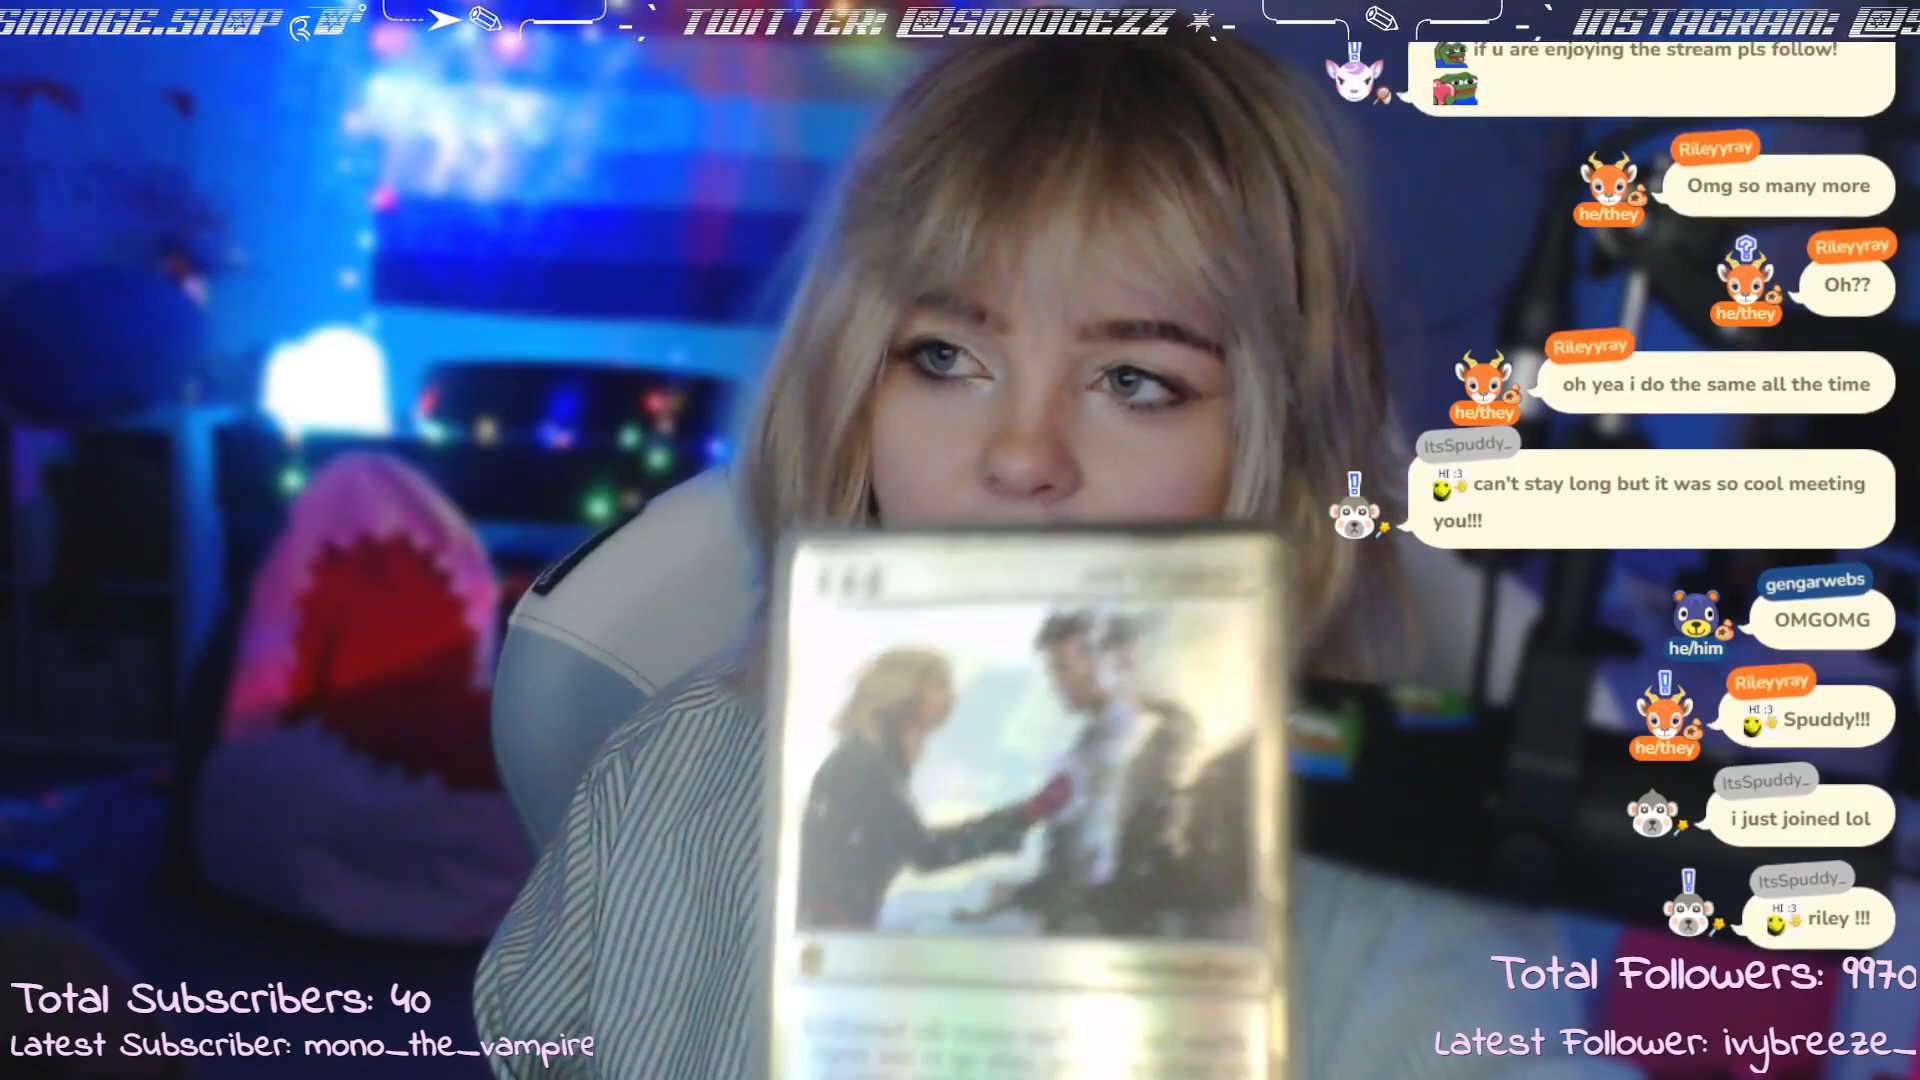 SMIDGE.SHOP
TWITTER: @SMIDGEZZ
INSTAGRAM: @S
if u are enjoying the stream pls follow!
Rileyyray
Omg so many more
he/they
Rileyyray
Oh??
he/they
Rileyyray
oh yea i do the same all the time
he/they
ItsSpuddy_
HI :3 can't stay long but it was so cool meeting
you!!!
gengarwebs
OMGOMG
he/him
Rileyyray
HI :3 Spuddy!!!
he/they
ItsSpuddy_
i just joined lol
ItsSpuddy_
HI :3 riley !!!
Total Subscribers: 40
Latest Subscriber: mono_the_vampire
Total Followers: 9970
Latest Follower: ivybreeze_